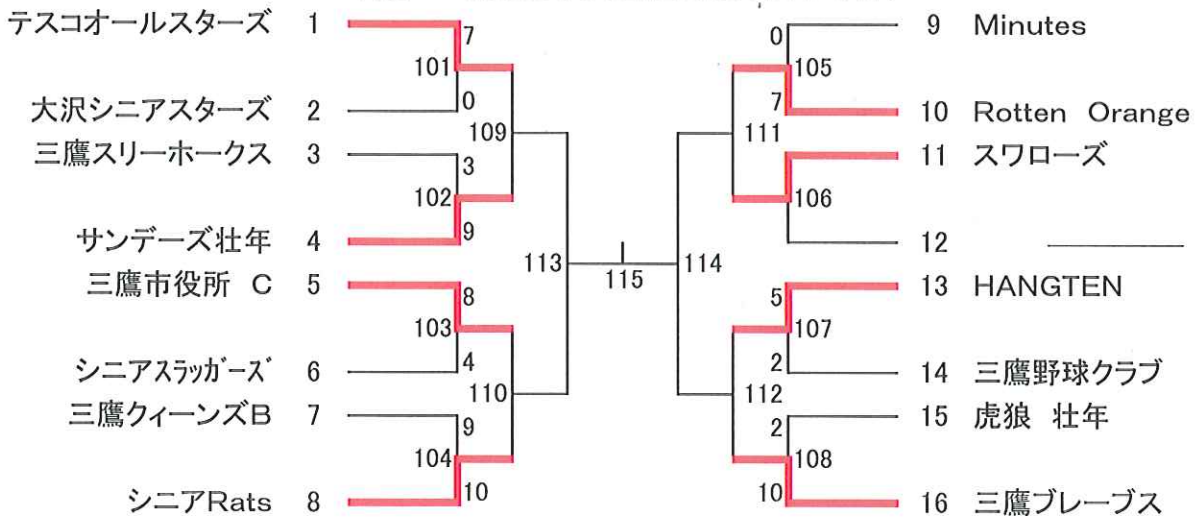 テスコオールスターズ 1
7
101
0
大沢シニアスターズ 2
109
三鷹スリーホークス 3
3
102
9
サンデーズ壮年 4
113
三鷹市役所 C 5
8
103
4
シニアスラッガーズ 6
110
三鷹クィーンズB 7
9
104
10
シニアRats 8
115
0
9 Minutes
105
7
10 Rotten Orange
111
11 スワローズ
106
12
114
5
13 HANGTEN
107
2
14 三鷹野球クラブ
112
2
15 虎狼 壮年
108
10
16 三鷹ブレーブス